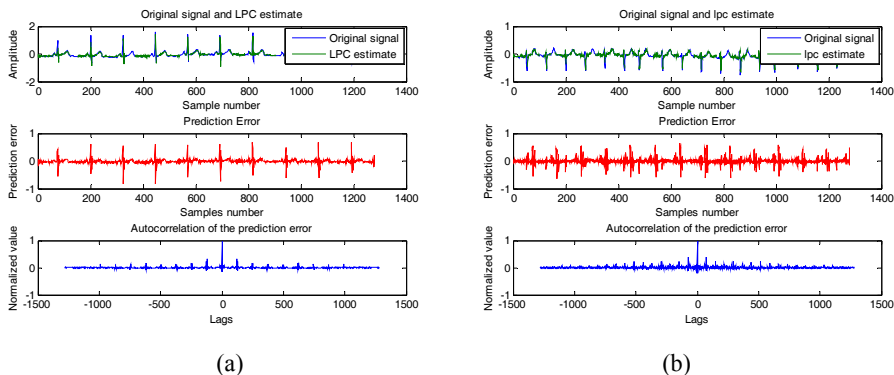 Original signal and LPC estimate
Amplitude
2
0
-2
Original signal
LPC estimate
0 200 400 600 800 1000 1200 1400
Sample number
Prediction Error
Prediction error
1
0
-1
0 200 400 600 800 1000 1200 1400
Samples number
Autocorrelation of the prediction error
Normalized value
1
0
-1
-1500 -1000 -500 0 500 1000 1500
Lags
(a)
Original signal and lpc estimate
Amplitude
1
0
-1
Original signal
lpc estimate
0 200 400 600 800 1000 1200 1400
Sample number
Prediction Error
Prediction error
1
0
-1
0 200 400 600 800 1000 1200 1400
Samples number
Autocorrelation of the prediction error
Normalized value
1
0
-1
-1500 -1000 -500 0 500 1000 1500
Lags
(b)